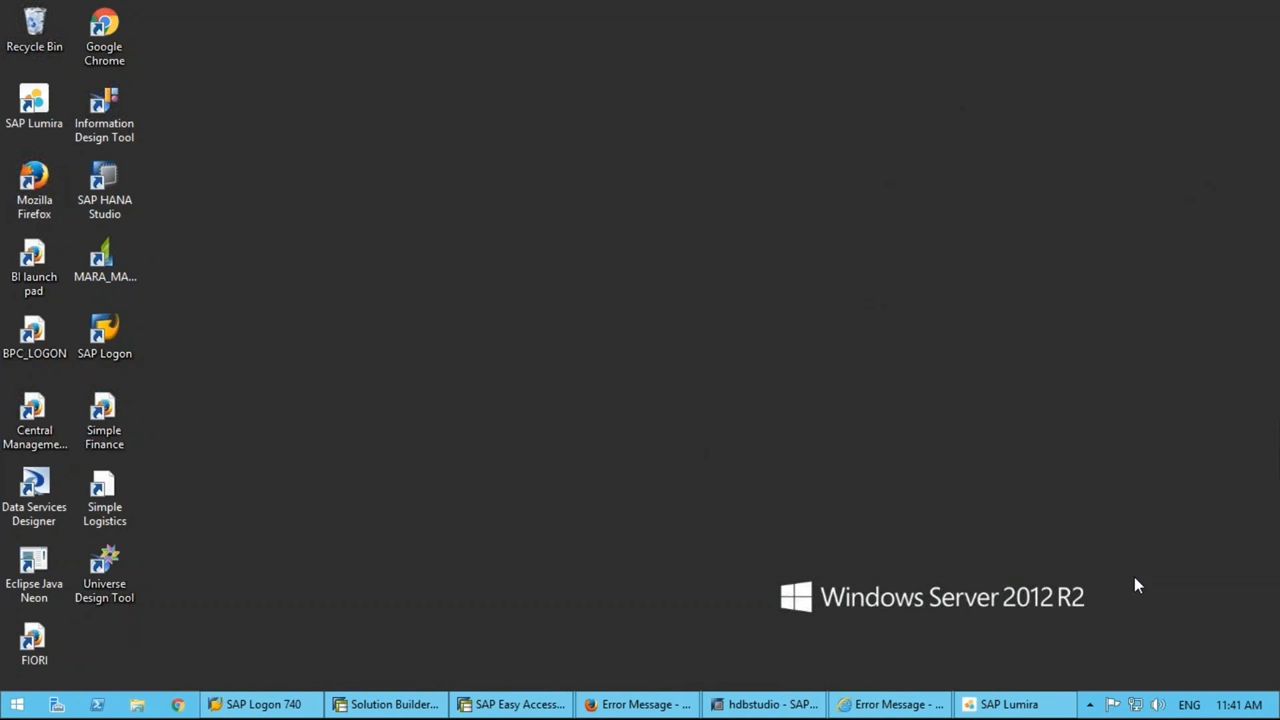 Recycle Bin
Google
Chrome
SAP Lumira
Information
Design Tool
Mozilla
Firefox
SAP HANA
Studio
BI launch
pad
MARA_MA...
BPC_LOGON
SAP Logon
Central
Manageme...
Simple
Finance
Data Services
Designer
Simple
Logistics
Eclipse Java
Neon
Universe
Design Tool
FIORI
Windows Server 2012 R2
SAP Logon 740
Solution Builder...
SAP Easy Access...
Error Message - ...
hdbstudio - SAP...
Error Message - ...
SAP Lumira
ENG
11:41 AM